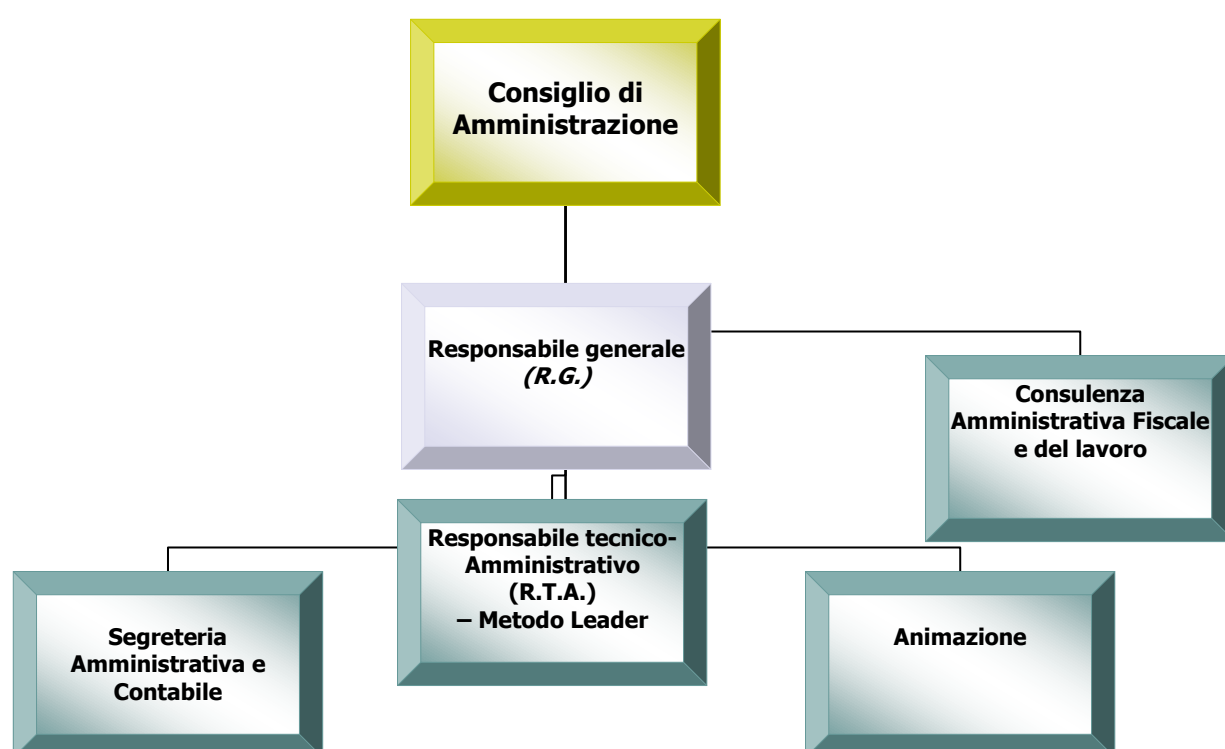 Consiglio di
Amministrazione
Responsabile generale
(R.G.)
Consulenza
Amministrativa Fiscale
e del lavoro
Responsabile tecnico-
Amministrativo
(R.T.A.)
– Metodo Leader
Segreteria
Amministrativa e
Contabile
Animazione